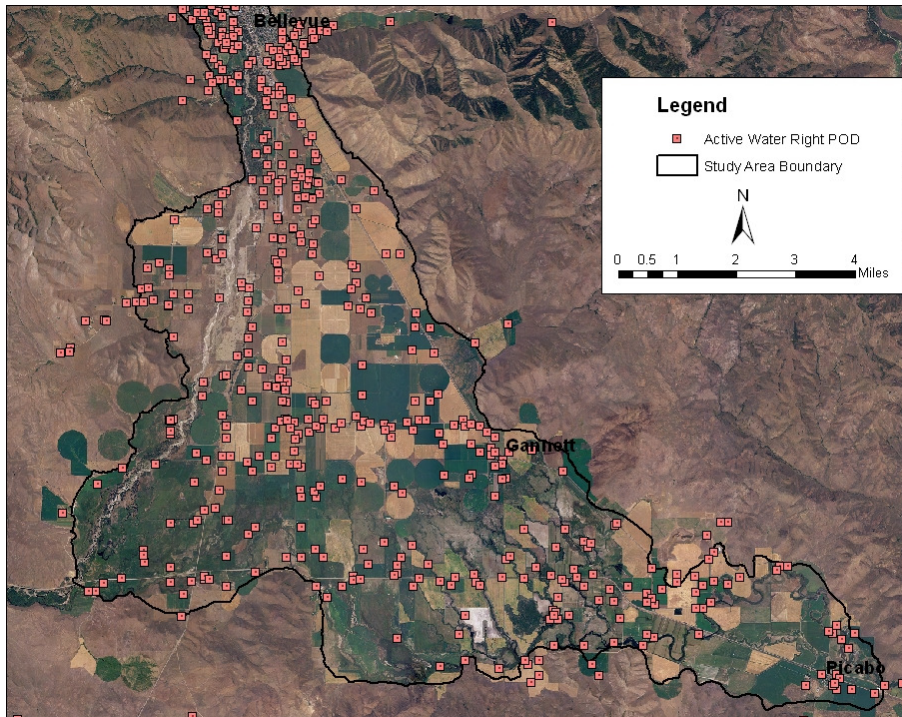 Bellevue
Legend
Active Water Right POD
Study Area Boundary
N
0 0.5 1 2 3 4
Miles
Gannett
Picabo